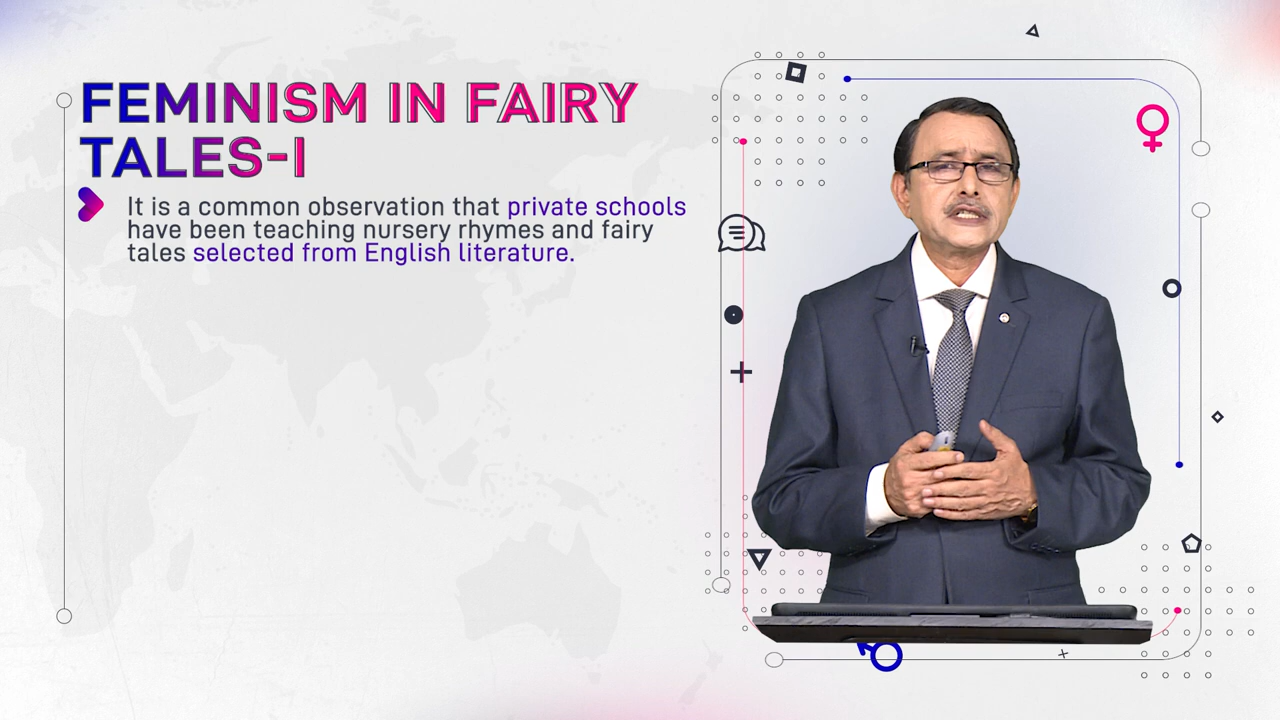 FEMINISM IN FAIRY
TALES-I
It is a common observation that private schools
have been teaching nursery rhymes and fairy
tales selected from English literature.